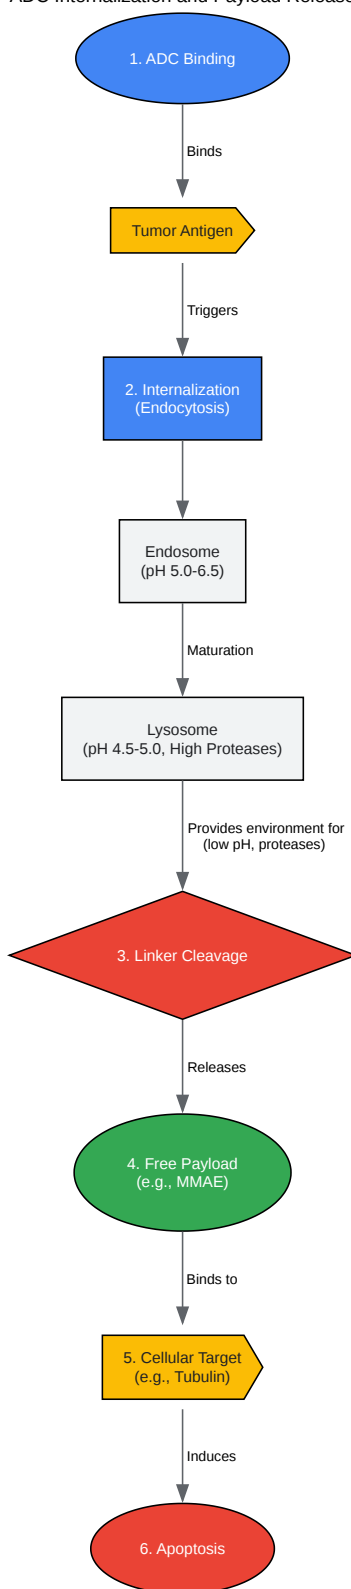 ADC Internalization and Payload Release
1. ADC Binding
Binds
Tumor Antigen
Triggers
2. Internalization
(Endocytosis)
Endosome
(pH 5.0-6.5)
Maturation
Lysosome
(pH 4.5-5.0, High Proteases)
Provides environment for
(low pH, proteases)
3. Linker Cleavage
Releases
4. Free Payload
(e.g., MMAE)
Binds to
5. Cellular Target
(e.g., Tubulin)
Induces
6. Apoptosis